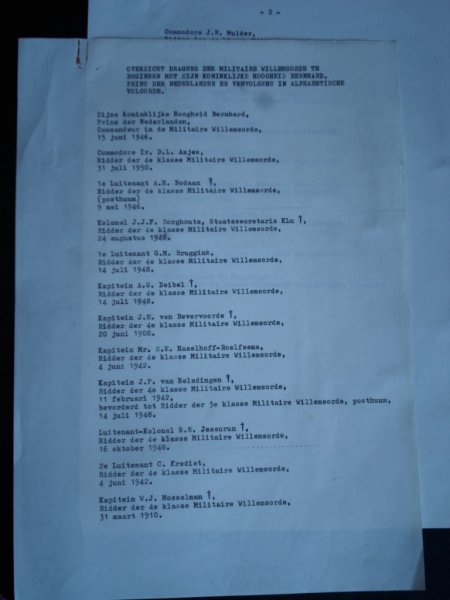 - 2 -
Commodore J.N. Mulder,
OVERZICHT DRAGERS DER MILITAIRE WILLEMSORDE TE
BEGINNEN MET ZIJN KONINKLIJKE HOOGHEID BERNHARD,
PRINS DER NEDERLANDEN EN VERVOLGENS IN ALPHABETISCHE
VOLGORDE.
Zijne Koninklijke Hoogheid Bernhard,
Prins der Nederlanden,
Commandeur in de Militaire Willemsorde,
15 juni 1946.
Commodore Ir. D.L. Asjes,
Ridder der 4e klasse Militaire Willemsorde,
31 juli 1950.
1e Luitenant A.H. Bodaan †,
Ridder der 4e klasse Militaire Willemsorde,
(posthuum)
9 mei 1946.
Kolonel J.J.F. Borghouts, Staatssecretaris Klu †,
Ridder der 4e klasse Militaire Willemsorde,
24 augustus 1946.
1e Luitenant G.M. Bruggink,
Ridder der 4e klasse Militaire Willemsorde,
14 juli 1948.
Kapitein A.G. Deibel †,
Ridder der 4e klasse Militaire Willemsorde,
14 juli 1948.
Kapitein J.H. van Bevervoorde †,
Ridder der 4e klasse Militaire Willemsorde,
20 juni 1908.
Kapitein Mr. S.E. Haselhoff-Roelfsema,
Ridder der 4e klasse Militaire Willemsorde,
4 juni 1942.
Kapitein J.P. van Helsdingen †,
Ridder der 4e klasse Militaire Willemsorde,
11 februari 1942,
bevorderd tot Ridder der 3e klasse Militaire Willemsorde, posthuum,
14 juli 1948.
Luitenant-Kolonel R.E. Jessurun †,
Ridder der 4e klasse Militaire Willemsorde,
16 oktober 1948.
2e Luitenant C. Krediet,
Ridder der 4e klasse Militaire Willemsorde,
4 juni 1942.
Kapitein W.J. Mosselman †,
Ridder der 4e klasse Militaire Willemsorde,
31 maart 1910.